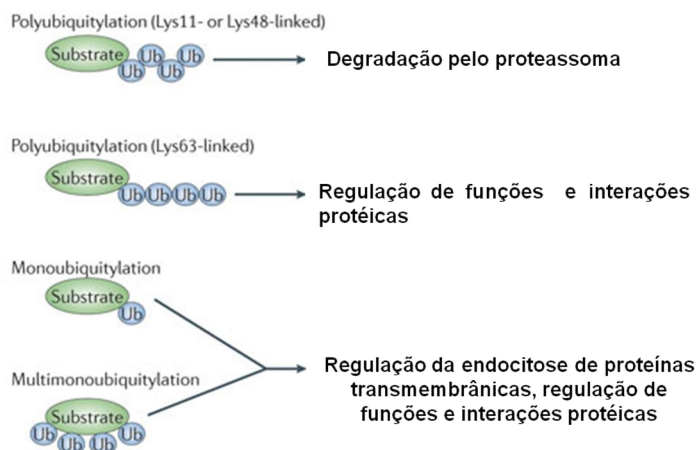 Polyubiquitylation (Lys11- or Lys48-linked)
Substrate
Ub Ub Ub Ub
Degradação pelo proteassoma
Polyubiquitylation (Lys63-linked)
Substrate
Ub Ub Ub Ub
Regulação de funções e interações
protéicas
Monoubiquitylation
Substrate
Ub
Multimonoubiquitylation
Substrate
Ub Ub Ub Ub
Regulação da endocitose de proteínas
transmembrânicas, regulação de
funções e interações protéicas